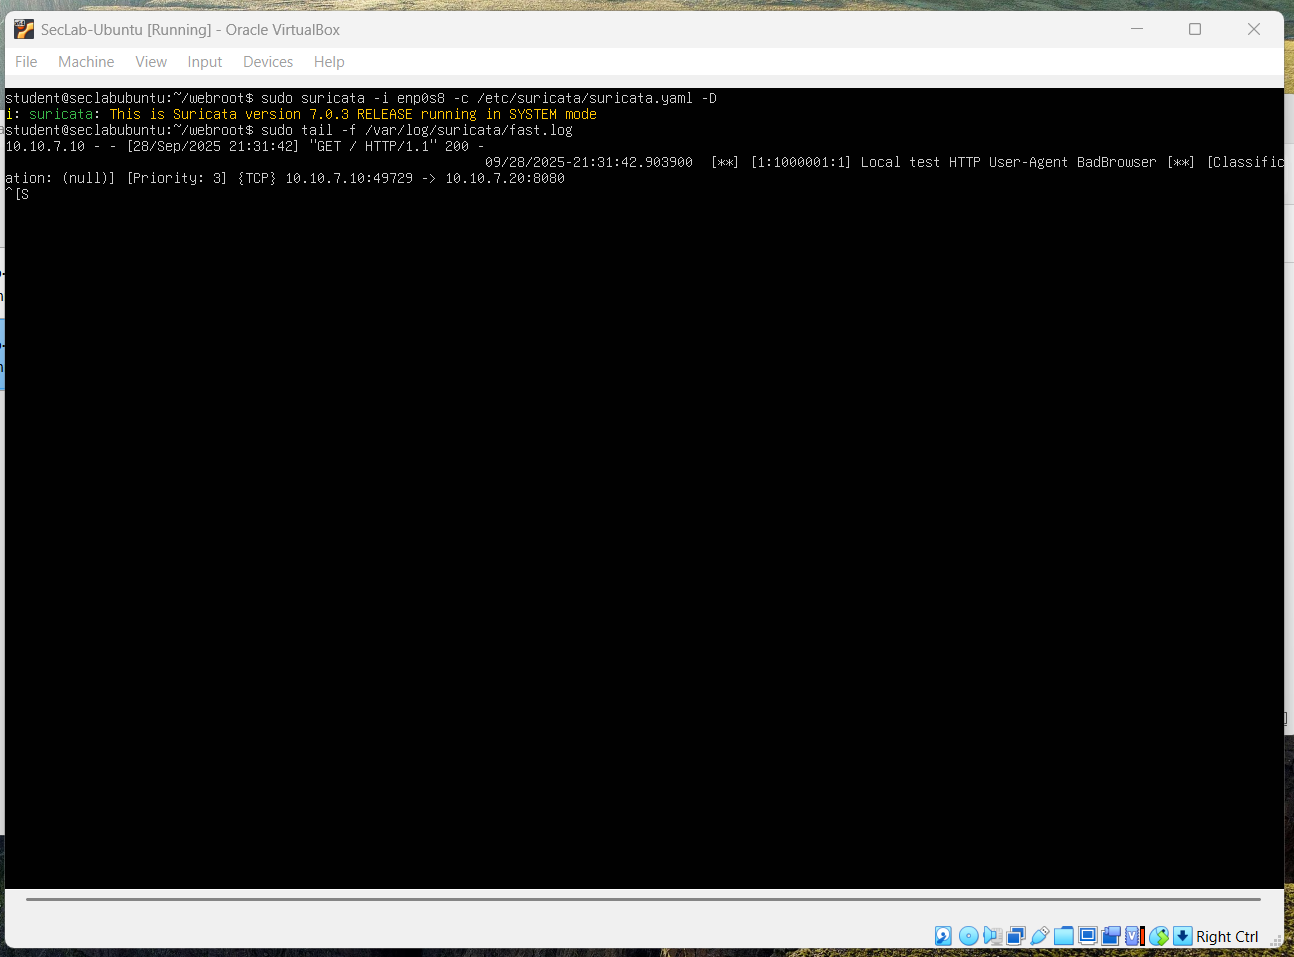 SecLab-Ubuntu [Running] - Oracle VirtualBox
File Machine View Input Devices Help
student@seclabubuntu:~/webroot$ sudo suricata -i enp0s8 -c /etc/suricata/suricata.yaml -D
i: suricata: This is Suricata version 7.0.3 RELEASE running in SYSTEM mode
student@seclabubuntu:~/webroot$ sudo tail -f /var/log/suricata/fast.log
10.10.7.10 - - [28/Sep/2025 21:31:42] "GET / HTTP/1.1" 200 -
09/28/2025-21:31:42.903900  [**] [1:1000001:1] Local test HTTP User-Agent BadBrowser [**] [Classific
ation: (null)] [Priority: 3] {TCP} 10.10.7.10:49729 -> 10.10.7.20:8080
^[S
Right Ctrl